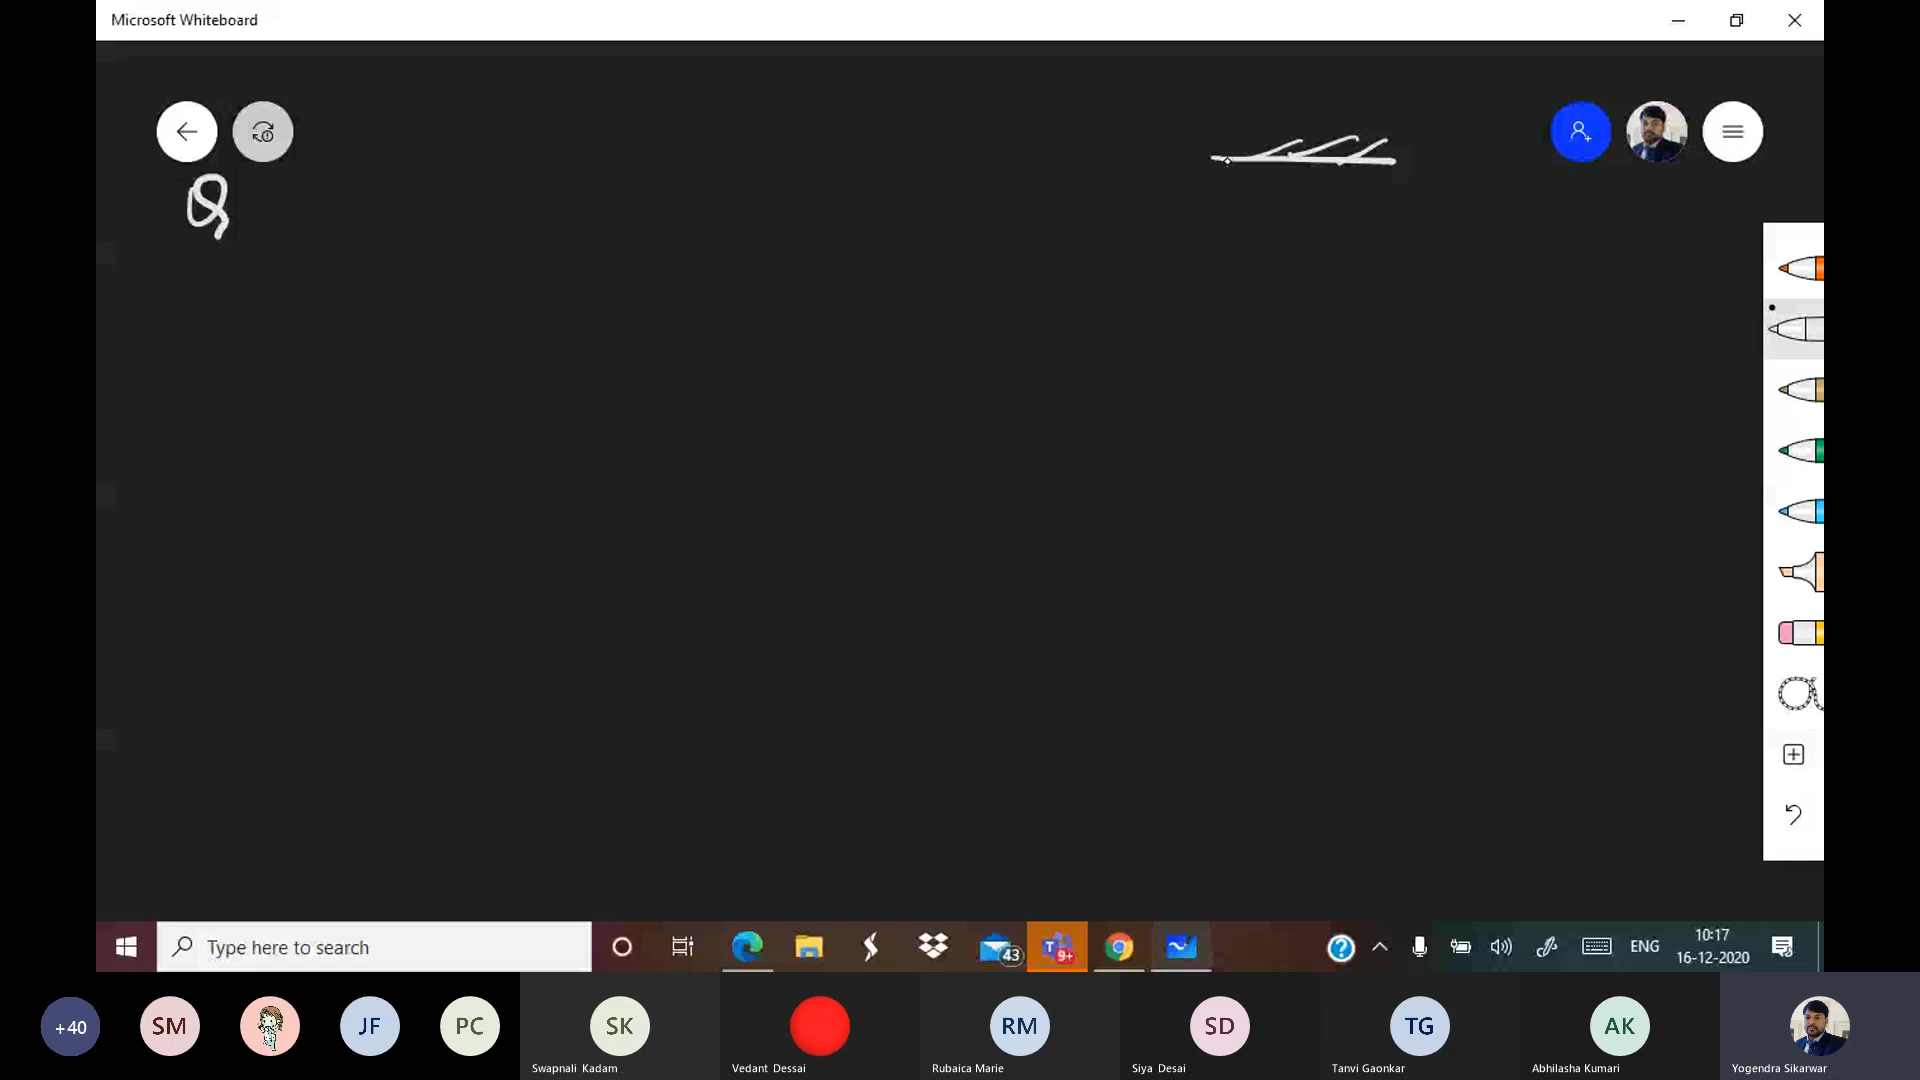 Microsoft Whiteboard
Q
Type here to search
43
9+
ENG
10:17
16-12-2020
+40
SM
JF
PC
SK
RM
SD
TG
AK
Swapnali Kadam
Vedant Dessai
Rubaica Marie
Siya Desai
Tanvi Gaonkar
Abhilasha Kumari
Yogendra Sikarwar